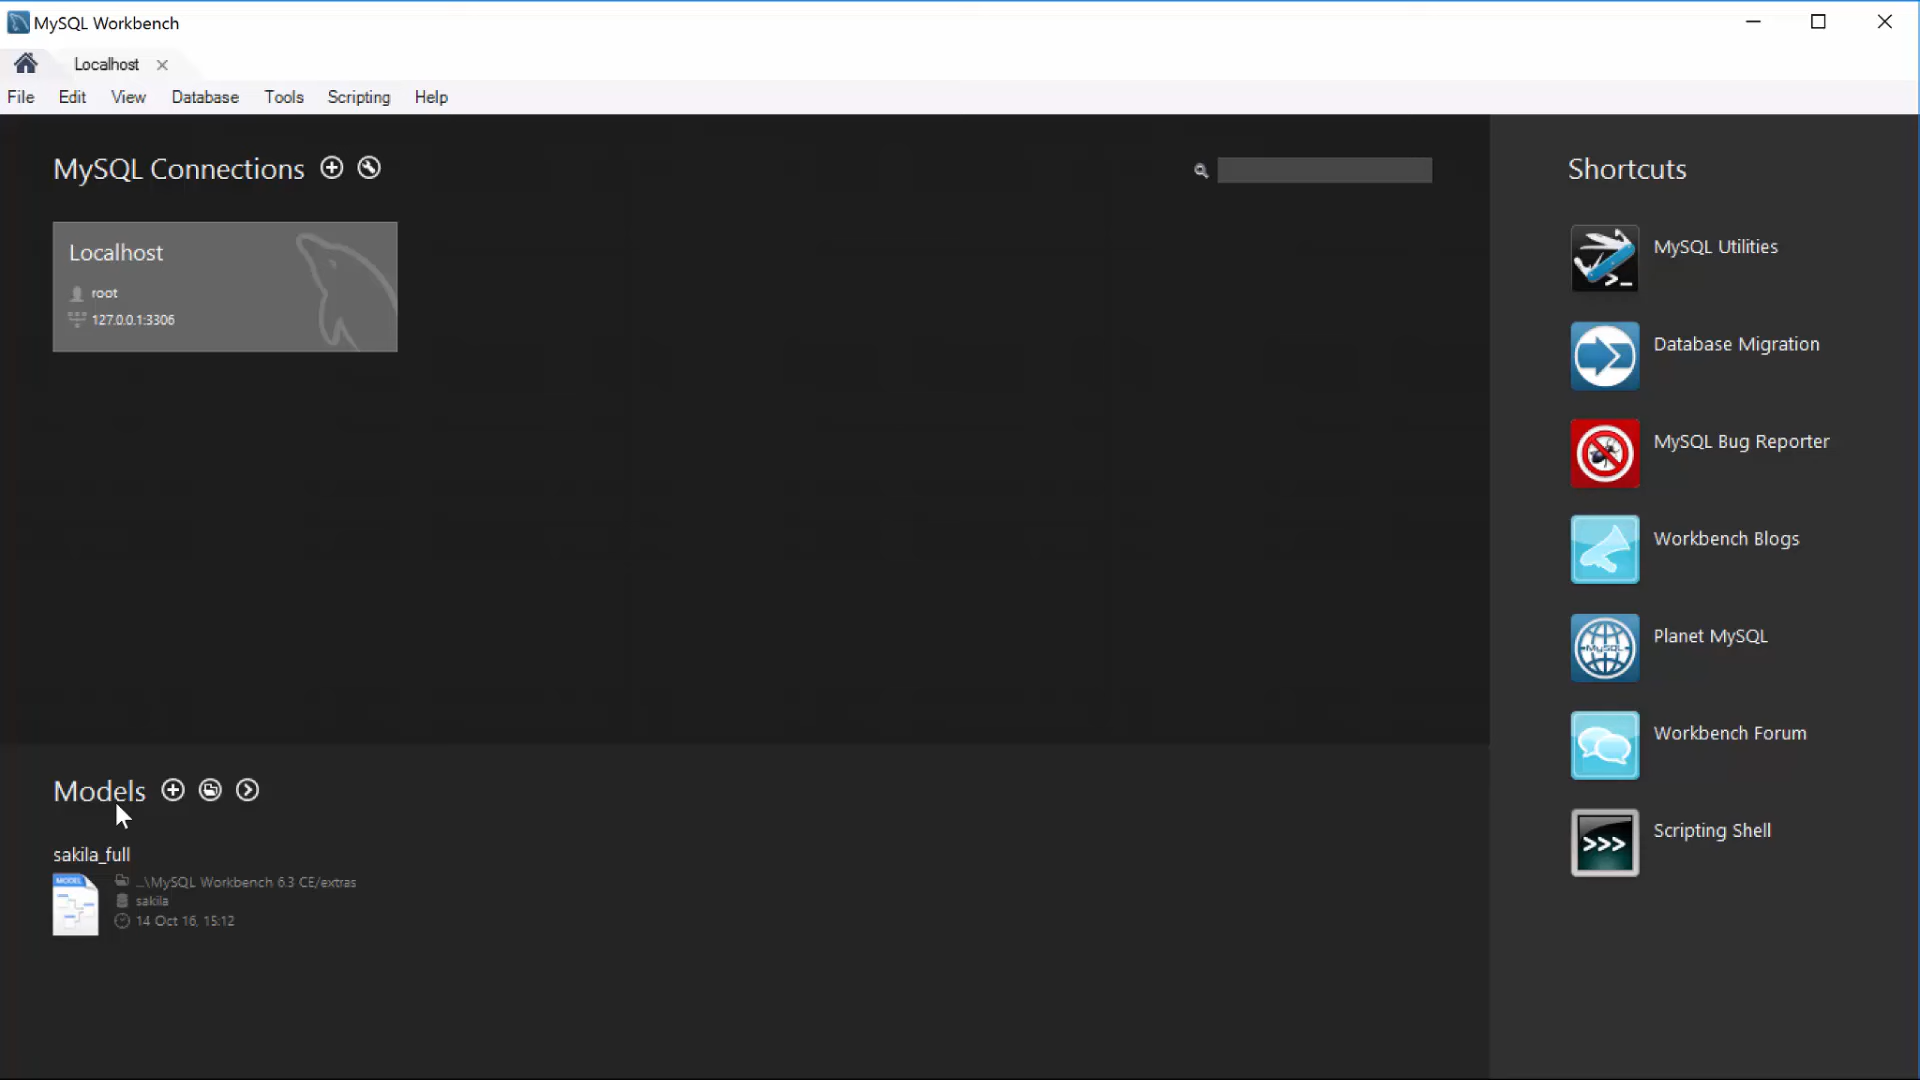 MySQL Workbench
Localhost
File Edit View Database Tools Scripting Help
MySQL Connections
Localhost
root
127.0.0.1:3306
Models
sakila_full
MODEL
...\MySQL Workbench 6.3 CE/extras
sakila
14 Oct 16, 15:12
Shortcuts
MySQL Utilities
Database Migration
MySQL Bug Reporter
Workbench Blogs
MySQL
Planet MySQL
Workbench Forum
>>>
Scripting Shell